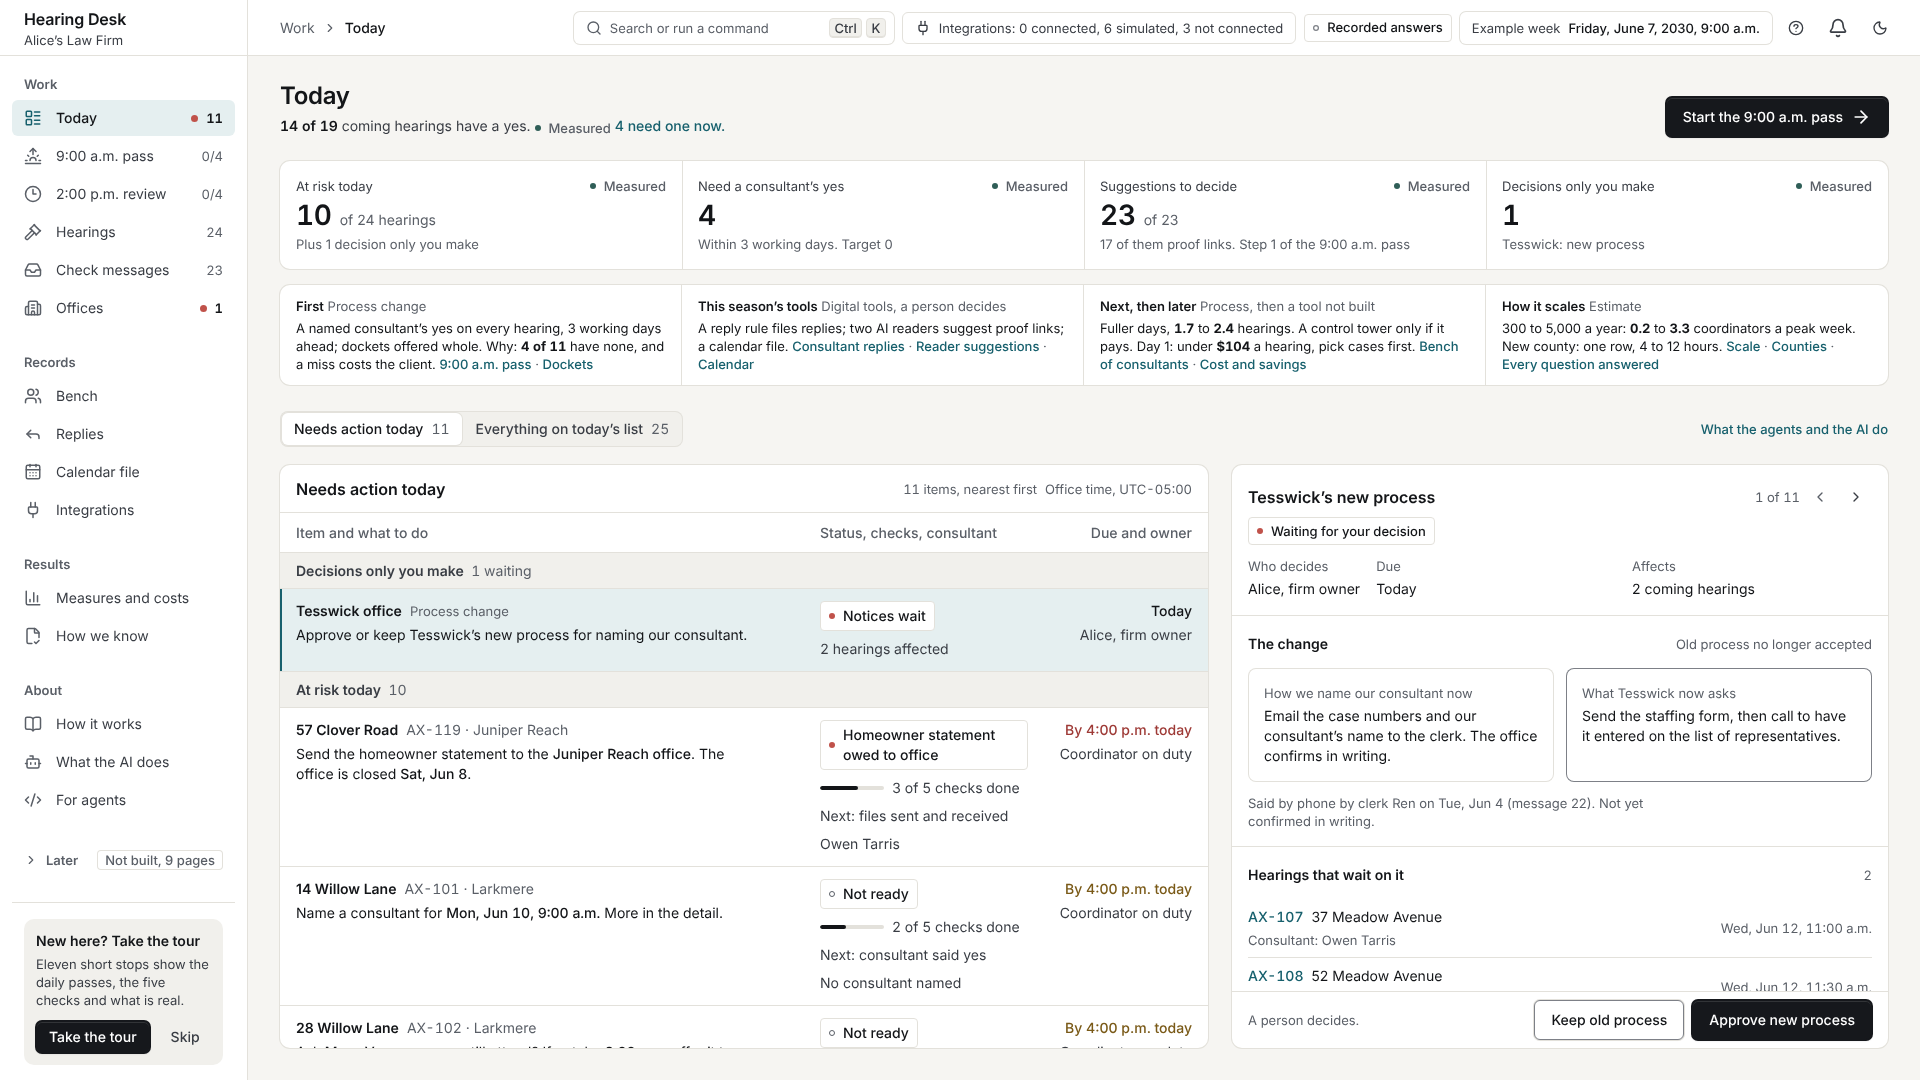 Hearing Desk
Alice's Law Firm
Work
Today 11
9:00 a.m. pass 0/4
2:00 p.m. review 0/4
Hearings 24
Check messages 23
Offices 1
Records
Bench
Replies
Calendar file
Integrations
Results
Measures and costs
How we know
About
How it works
What the AI does
For agents
Later Not built, 9 pages
New here? Take the tour
Eleven short stops show the
daily passes, the five
checks and what is real.
Take the tour Skip
Work > Today
Search or run a command Ctrl K
Integrations: 0 connected, 6 simulated, 3 not connected
Recorded answers
Example week Friday, June 7, 2030, 9:00 a.m.
Today
14 of 19 coming hearings have a yes. Measured 4 need one now.
Start the 9:00 a.m. pass
At risk today Measured
10 of 24 hearings
Plus 1 decision only you make
Need a consultant's yes Measured
4
Within 3 working days. Target 0
Suggestions to decide Measured
23 of 23
17 of them proof links. Step 1 of the 9:00 a.m. pass
Decisions only you make Measured
1
Tesswick: new process
First Process change
A named consultant's yes on every hearing, 3 working days
ahead; dockets offered whole. Why: 4 of 11 have none, and
a miss costs the client. 9:00 a.m. pass · Dockets
This season's tools Digital tools, a person decides
A reply rule files replies; two AI readers suggest proof links;
a calendar file. Consultant replies · Reader suggestions ·
Calendar
Next, then later Process, then a tool not built
Fuller days, 1.7 to 2.4 hearings. A control tower only if it
pays. Day 1: under $104 a hearing, pick cases first. Bench
of consultants · Cost and savings
How it scales Estimate
300 to 5,000 a year: 0.2 to 3.3 coordinators a peak week.
New county: one row, 4 to 12 hours. Scale · Counties ·
Every question answered
Needs action today 11
Everything on today's list 25
What the agents and the AI do
Needs action today
11 items, nearest first Office time, UTC-05:00
Item and what to do Status, checks, consultant Due and owner
Decisions only you make 1 waiting
Tesswick office Process change
Approve or keep Tesswick's new process for naming our consultant.
Notices wait
2 hearings affected
Today
Alice, firm owner
At risk today 10
57 Clover Road AX-119 · Juniper Reach
Send the homeowner statement to the Juniper Reach office. The
office is closed Sat, Jun 8.
Homeowner statement
owed to office
3 of 5 checks done
Next: files sent and received
Owen Tarris
By 4:00 p.m. today
Coordinator on duty
14 Willow Lane AX-101 · Larkmere
Name a consultant for Mon, Jun 10, 9:00 a.m. More in the detail.
Not ready
2 of 5 checks done
Next: consultant said yes
No consultant named
By 4:00 p.m. today
Coordinator on duty
28 Willow Lane AX-102 · Larkmere
Not ready
By 4:00 p.m. today
Tesswick's new process
1 of 11
Waiting for your decision
Who decides Due Affects
Alice, firm owner Today 2 coming hearings
The change
Old process no longer accepted
How we name our consultant now
Email the case numbers and our
consultant's name to the clerk. The office
confirms in writing.
What Tesswick now asks
Send the staffing form, then call to have
it entered on the list of representatives.
Said by phone by clerk Ren on Tue, Jun 4 (message 22). Not yet
confirmed in writing.
Hearings that wait on it 2
AX-107 37 Meadow Avenue
Consultant: Owen Tarris
Wed, Jun 12, 11:00 a.m.
AX-108 52 Meadow Avenue
Wed, Jun 12, 11:30 a.m.
A person decides.
Keep old process
Approve new process